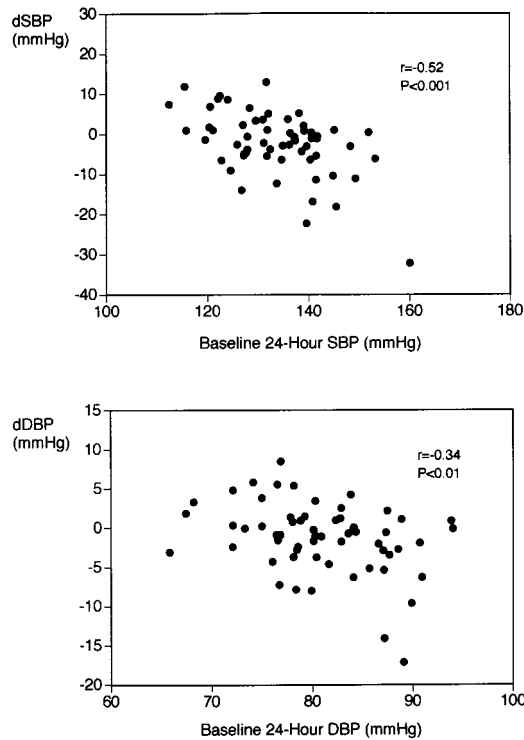 dSBP
(mmHg)
30
20
10
0
-10
-20
-30
-40
r=-0.52
P<0.001
100 120 140 160 180
Baseline 24-Hour SBP (mmHg)
dDBP
(mmHg)
15
10
5
0
-5
-10
-15
-20
r=-0.34
P<0.01
60 70 80 90 100
Baseline 24-Hour DBP (mmHg)